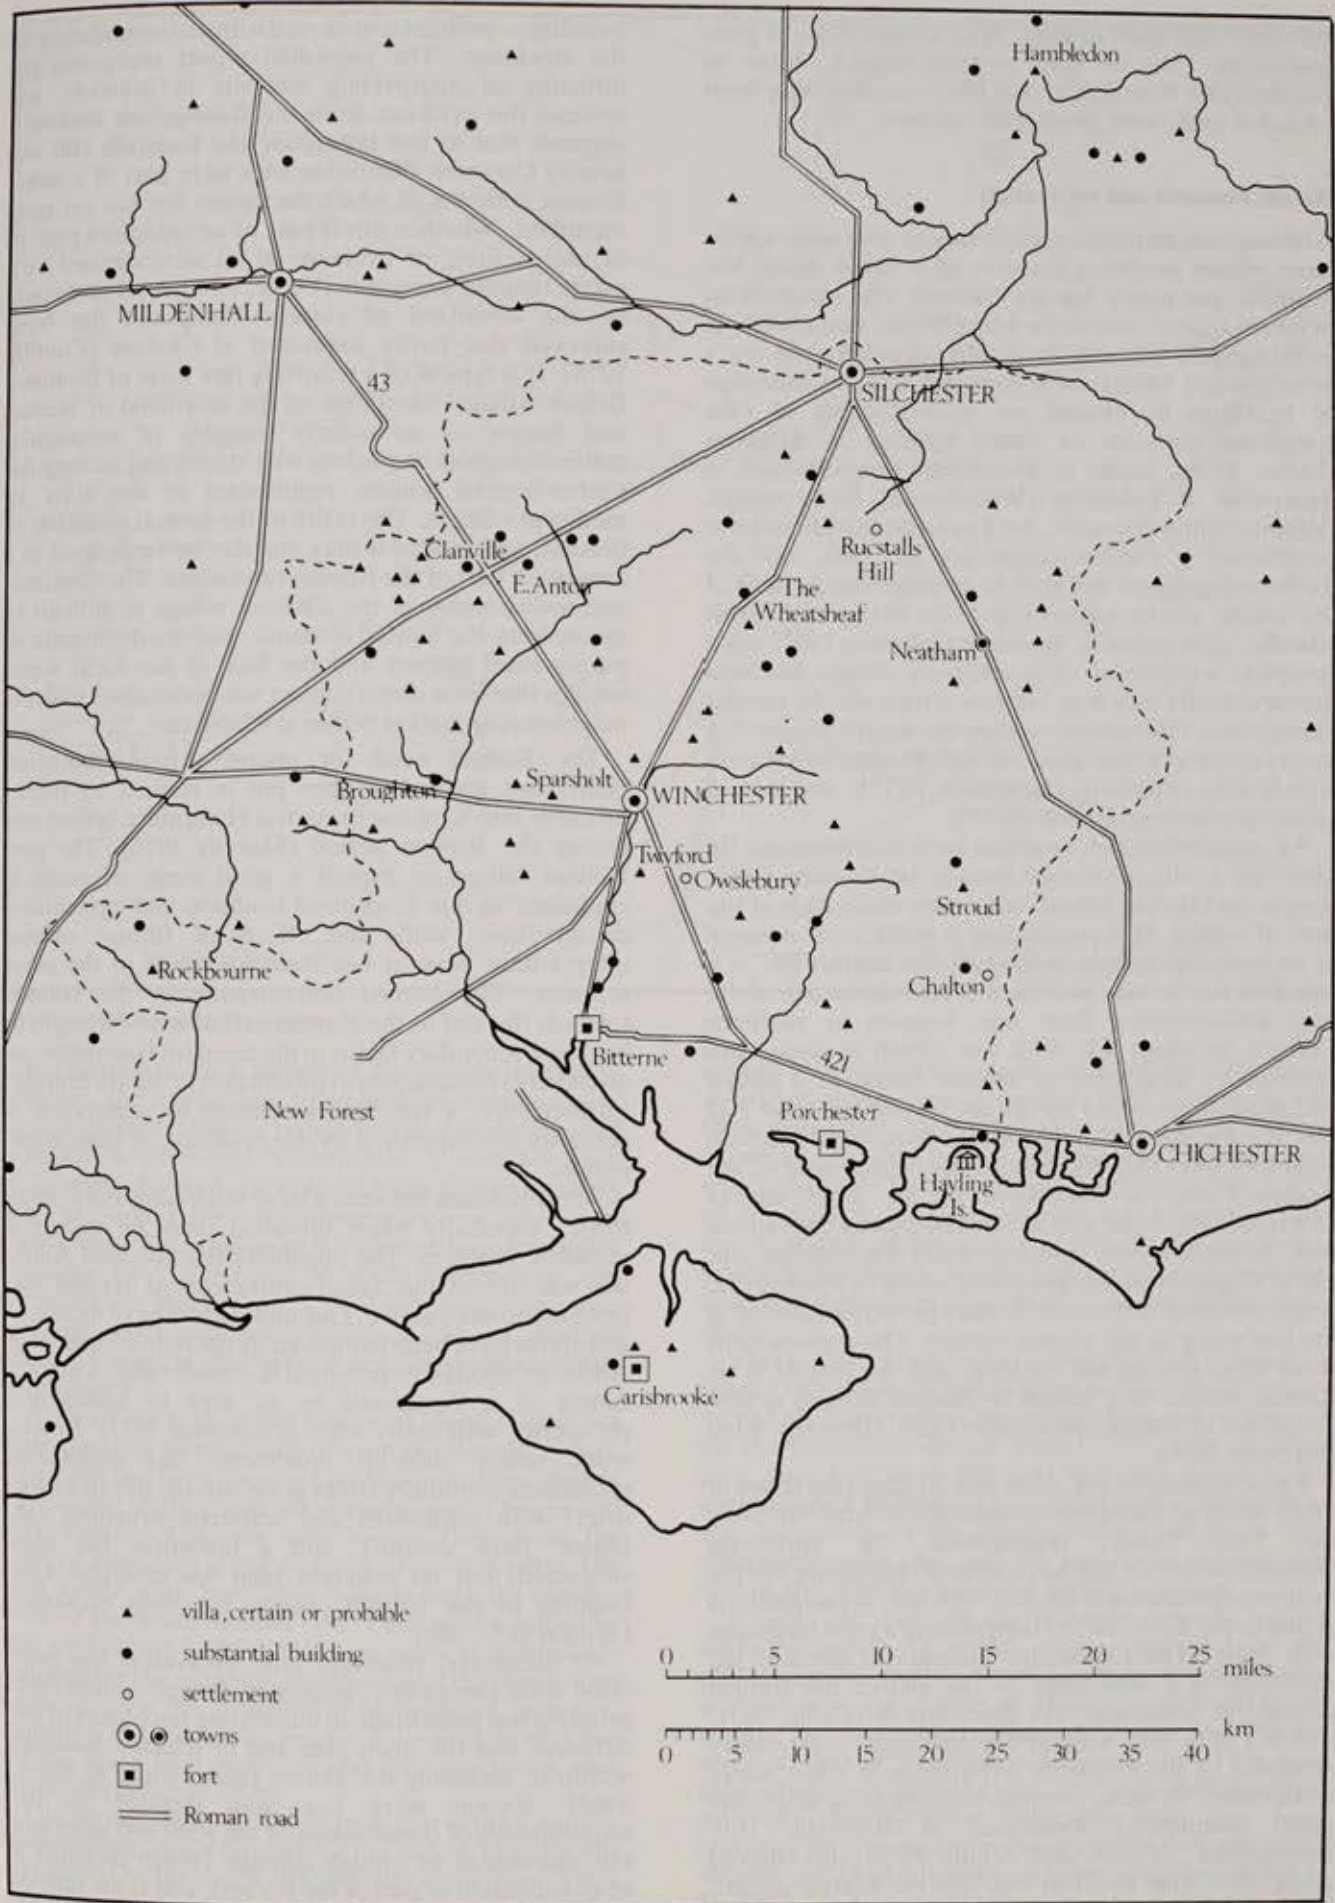 Hambledon
MILDENHALL
43
SILCHESTER
Clanville
E.Anton
Rucstalls
Hill
The
Wheatsheaf
Neatham
Broughton
Sparsholt
WINCHESTER
Twyford
Owslebury
Stroud
Rockbourne
Chalton
Bitterne
421
New Forest
Porchester
CHICHESTER
Hayling
Is.
Carisbrooke
villa, certain or probable
substantial building
settlement
towns
fort
Roman road
0 5 10 15 20 25 miles
km
0 5 10 15 20 25 30 35 40